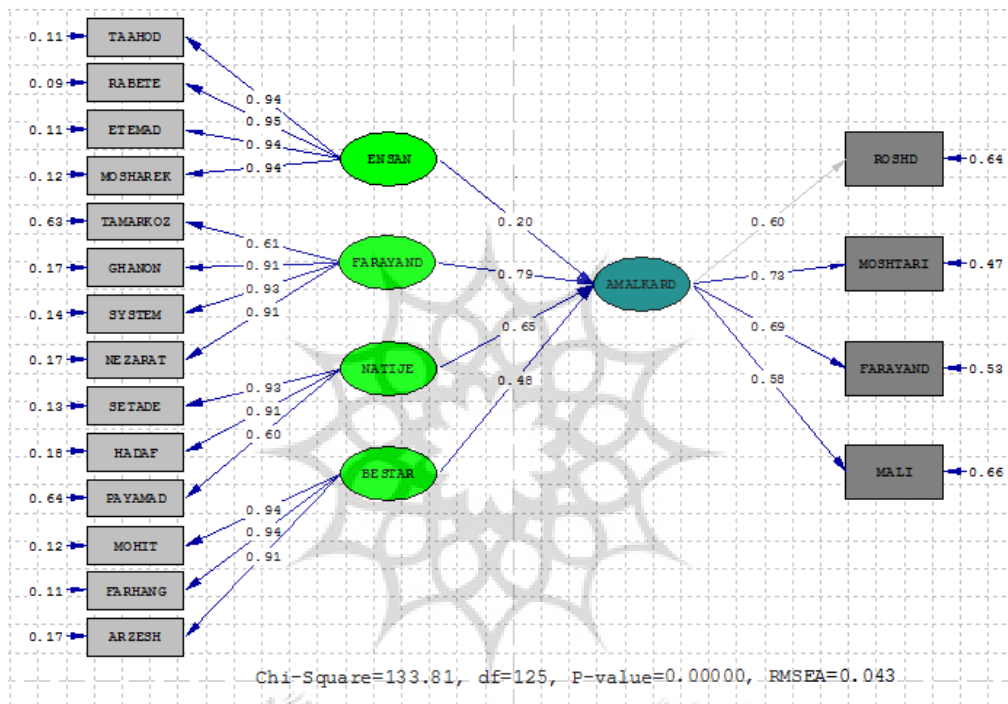 0.11 TAAHOD
0.09 RABETE
0.11 ETEMAD
0.12 MOSHAREK
0.63 TAMARKOZ
0.17 GHANON
0.14 SYSTEM
0.17 NEZARAT
0.13 SETADE
0.18 HADAF
0.64 PAYAMAD
0.12 MOHIT
0.11 FARHANG
0.17 ARZESH
0.94
0.95
0.94
0.94
0.61
0.91
0.93
0.91
0.93
0.91
0.60
0.94
0.94
0.91
ENSAN
FARAYAND
NATIJE
BESTAR
0.20
0.79
0.65
0.48
AMALKARD
0.60
0.73
0.69
0.58
ROSHD 0.64
MOSHTARI 0.47
FARAYAND 0.53
MALI 0.66
Chi-Square=133.81, df=125, P-value=0.00000, RMSEA=0.043